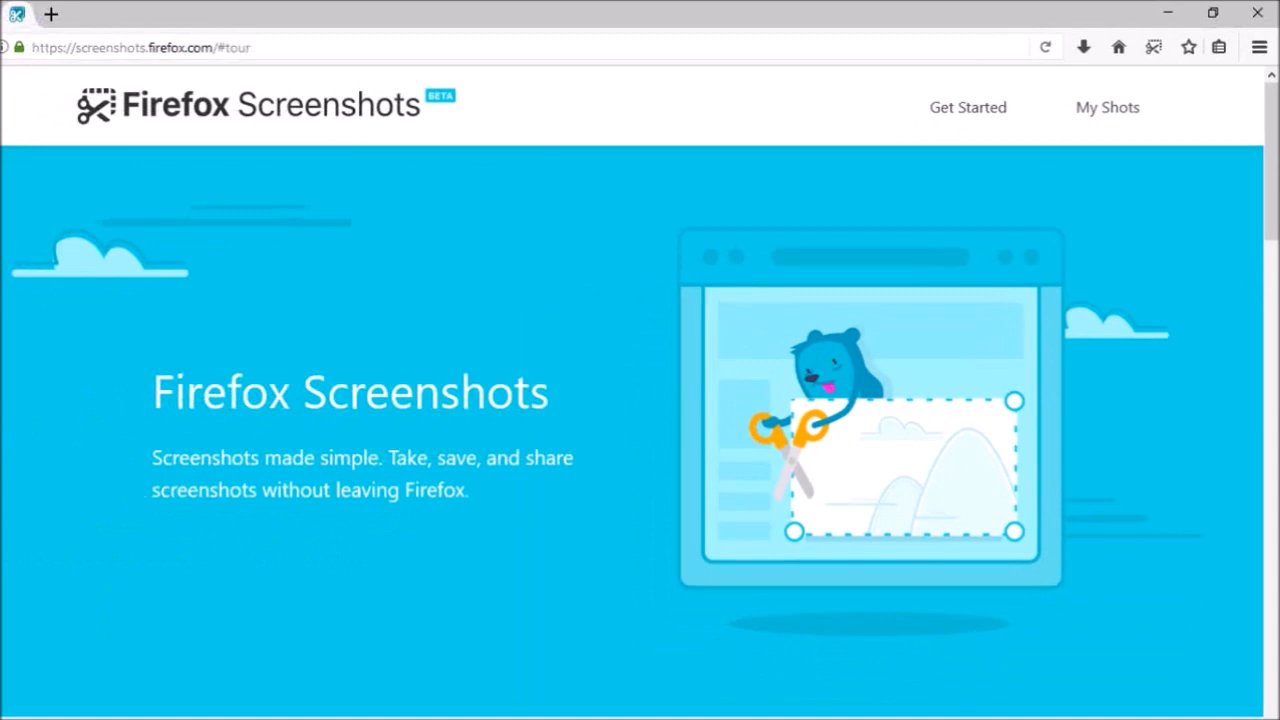 https://screenshots.firefox.com/#tour
Firefox Screenshots BETA
Get Started
My Shots
Firefox Screenshots
Screenshots made simple. Take, save, and share
screenshots without leaving Firefox.